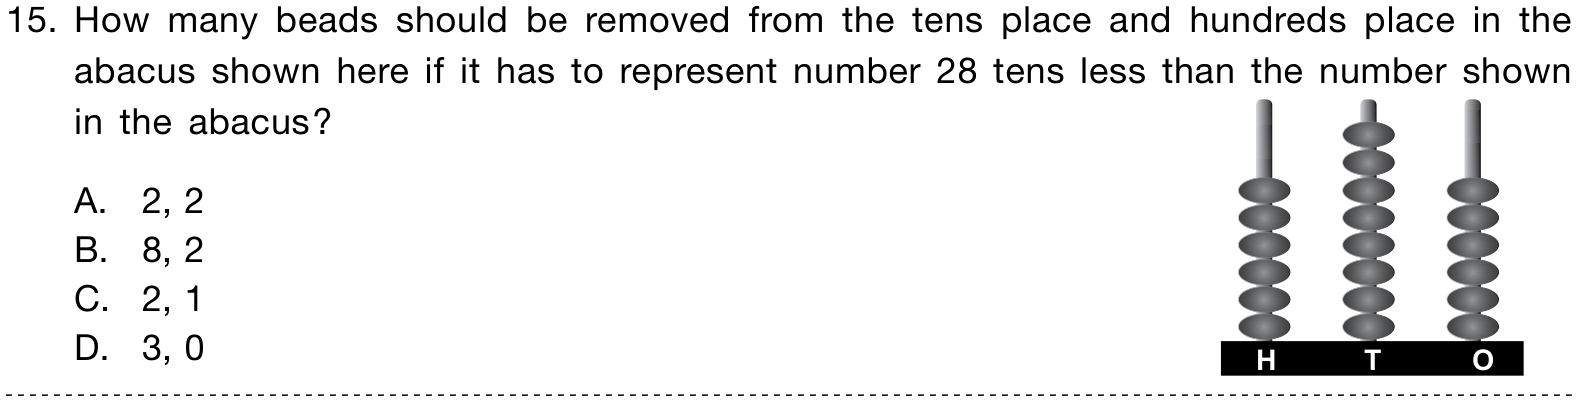 15. How many beads should be removed from the tens place and hundreds place in the
abacus shown here if it has to represent number 28 tens less than the number shown
in the abacus?
A. 2, 2
B. 8, 2
C. 2, 1
D. 3, 0
H T O